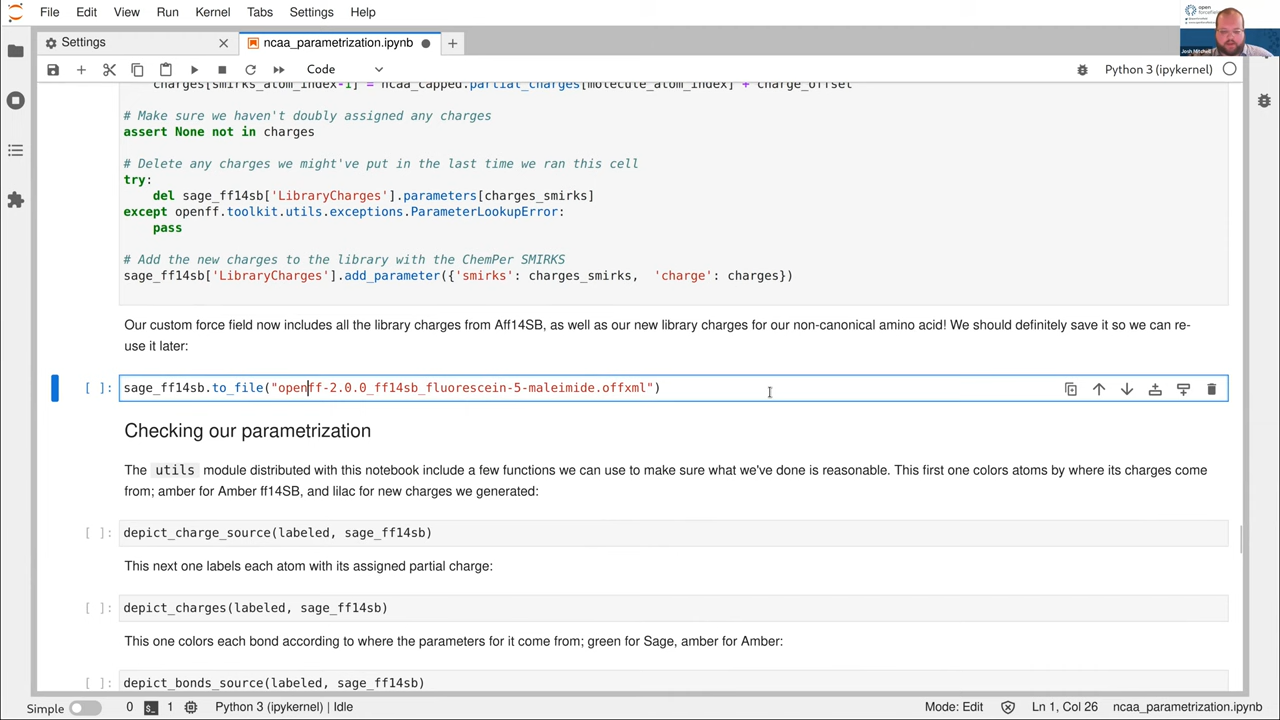 File Edit View Run Kernel Tabs Settings Help
open
forcefield
Josh Mitchell
Settings
ncaa_parametrization.ipynb
Code
Python 3 (ipykernel)
charges[smirks_atom_index-1] = ncaa_capped.partial_charges[molecule_atom_index] + charge_offset
# Make sure we haven't doubly assigned any charges
assert None not in charges
# Delete any charges we might've put in the last time we ran this cell
try:
del sage_ff14sb['LibraryCharges'].parameters[charges_smirks]
except openff.toolkit.utils.exceptions.ParameterLookupError:
pass
# Add the new charges to the library with the ChemPer SMIRKS
sage_ff14sb['LibraryCharges'].add_parameter({'smirks': charges_smirks, 'charge': charges})
Our custom force field now includes all the library charges from Aff14SB, as well as our new library charges for our non-canonical amino acid! We should definitely save it so we can re-
use it later:
[ ]: sage_ff14sb.to_file("openff-2.0.0_ff14sb_fluorescein-5-maleimide.offxml")
Checking our parametrization
The utils module distributed with this notebook include a few functions we can use to make sure what we've done is reasonable. This first one colors atoms by where its charges come
from; amber for Amber ff14SB, and lilac for new charges we generated:
[ ]: depict_charge_source(labeled, sage_ff14sb)
This next one labels each atom with its assigned partial charge:
[ ]: depict_charges(labeled, sage_ff14sb)
This one colors each bond according to where the parameters for it come from; green for Sage, amber for Amber:
[ ]: depict_bonds_source(labeled, sage_ff14sb)
Simple 0 1 Python 3 (ipykernel) | Idle Mode: Edit Ln 1, Col 26 ncaa_parametrization.ipynb